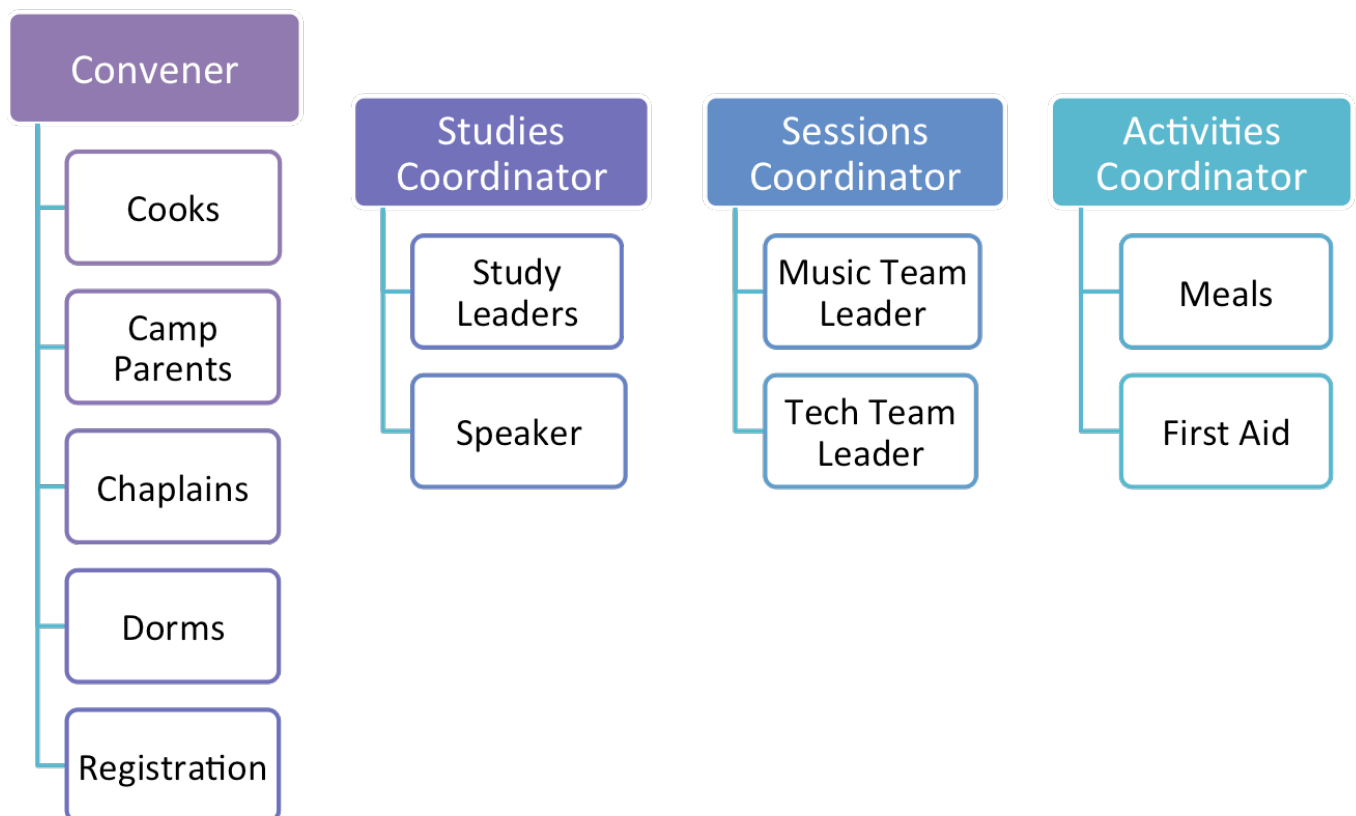 Convener
Cooks
Camp
Parents
Chaplains
Dorms
Registration
Studies
Coordinator
Study
Leaders
Speaker
Sessions
Coordinator
Music Team
Leader
Tech Team
Leader
Activities
Coordinator
Meals
First Aid